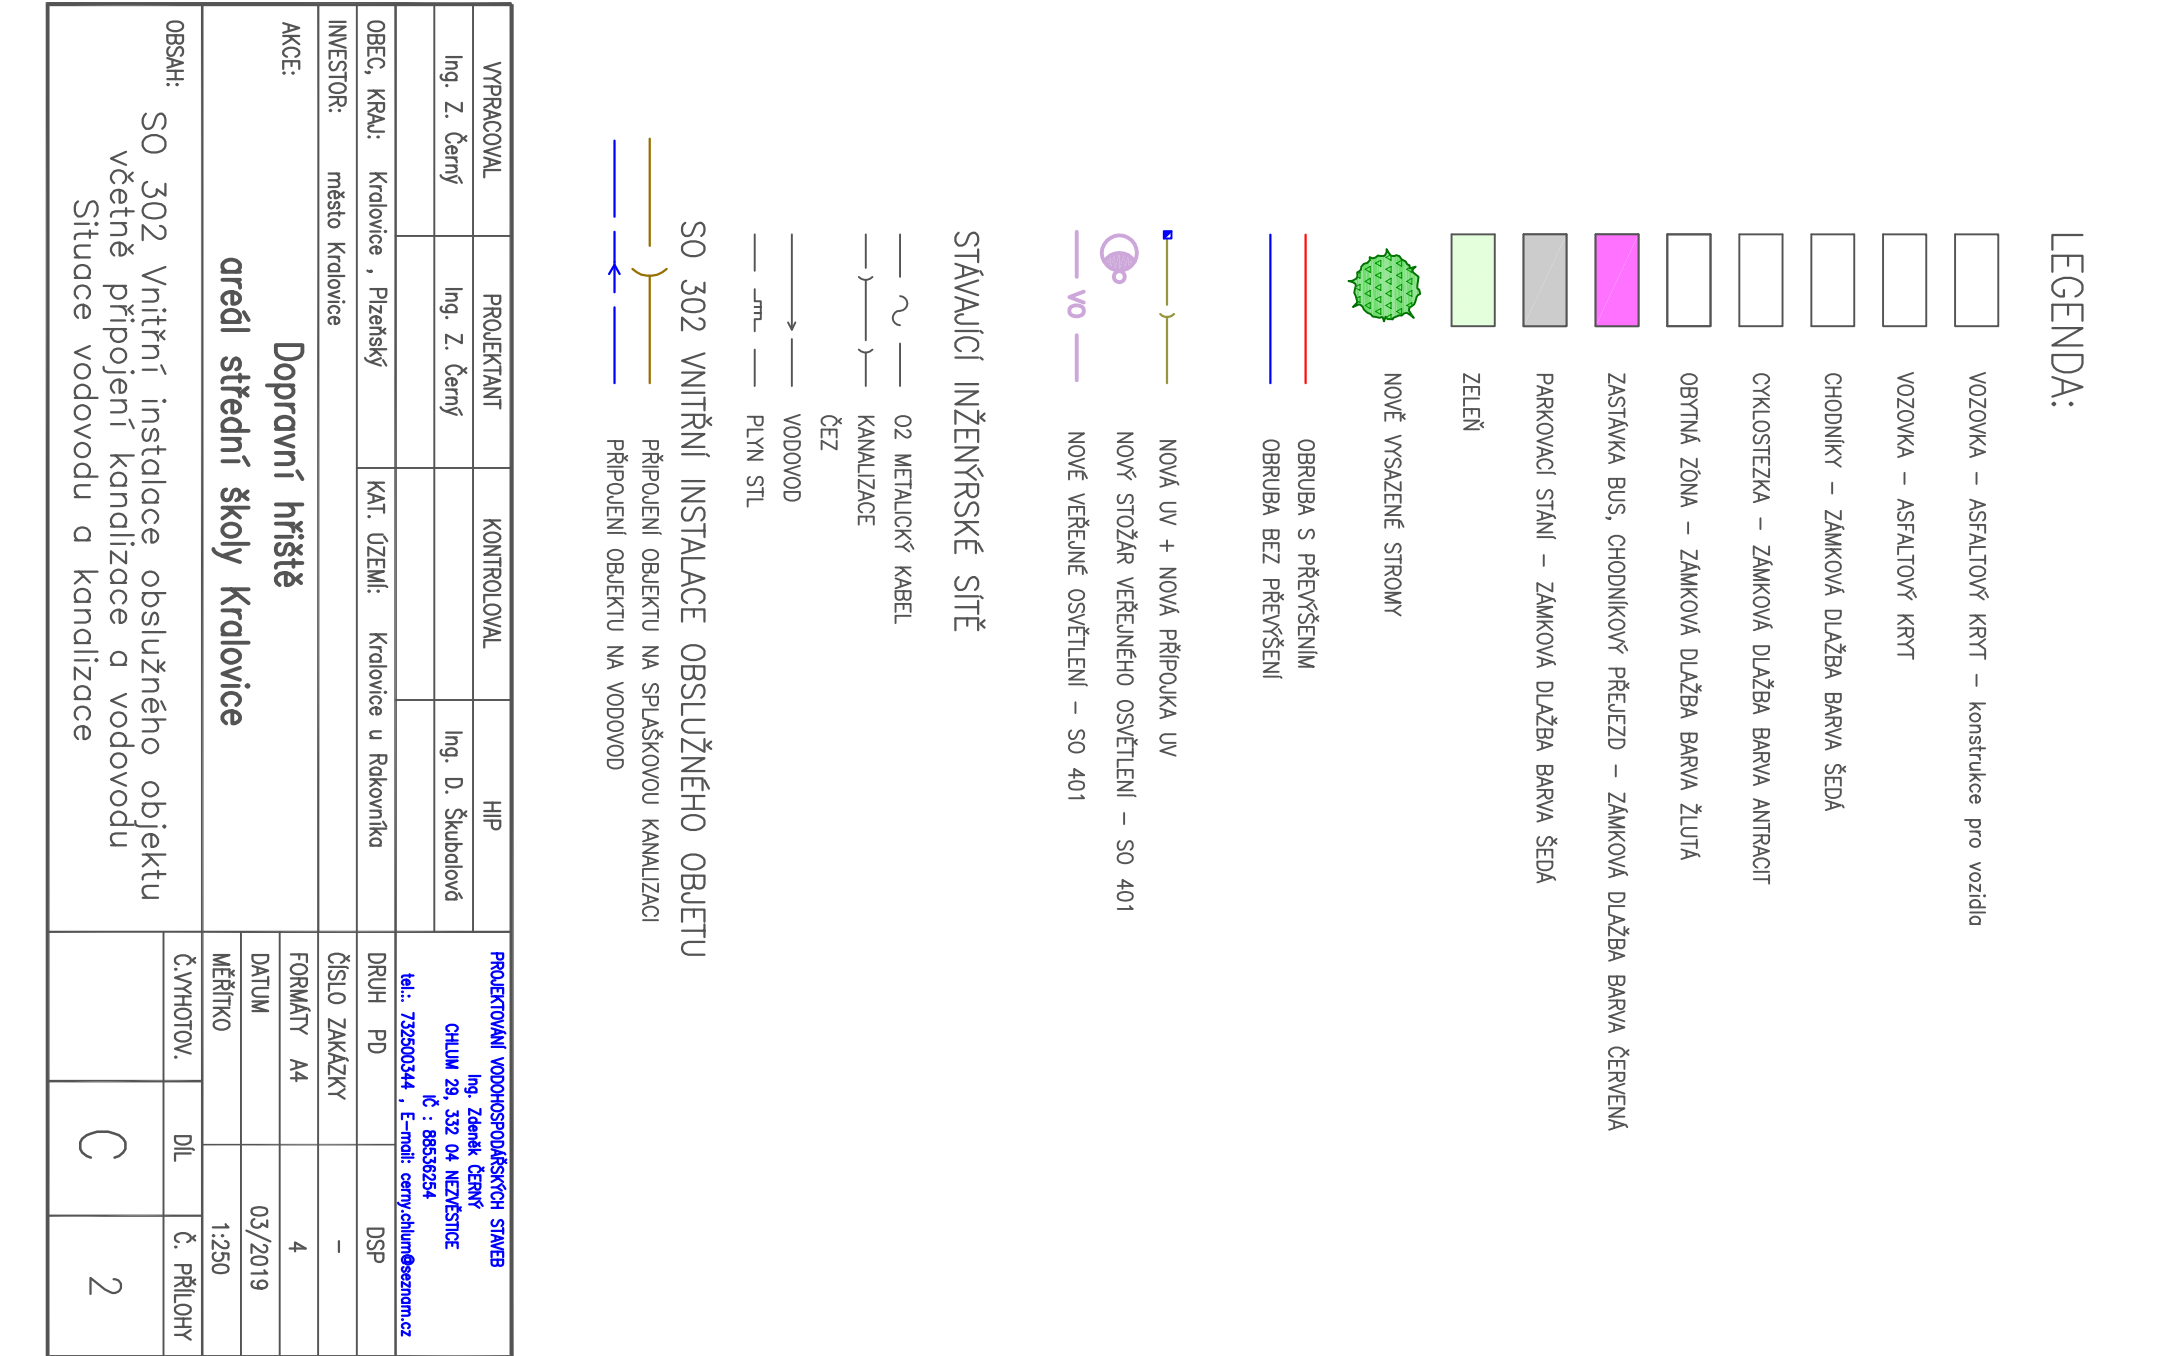 LEGENDA:
VOZOVKA – ASFALTOVÝ KRYT – konstrukce pro vozidla
VOZOVKA – ASFALTOVÝ KRYT
CHODNÍKY – ZÁMKOVÁ DLAŽBA BARVA ŠEDÁ
CYKLOSTEZKA – ZÁMKOVÁ DLAŽBA BARVA ANTRACIT
OBYTNÁ ZÓNA – ZÁMKOVÁ DLAŽBA BARVA ŽLUTÁ
ZASTÁVKA BUS, CHODNÍKOVÝ PŘEJEZD – ZÁMKOVÁ DLAŽBA BARVA ČERVENÁ
PARKOVACÍ STÁNÍ – ZÁMKOVÁ DLAŽBA BARVA ŠEDÁ
ZELEŇ
NOVĚ VYSAZENÉ STROMY
OBRUBA S PŘEVÝŠENÍM
OBRUBA BEZ PŘEVÝŠENÍ
NOVÁ UV + NOVÁ PŘÍPOJKA UV
NOVÝ STOŽÁR VEŘEJNÉHO OSVĚTLENÍ – SO 401
VO NOVÉ VEŘEJNÉ OSVĚTLENÍ – SO 401
STÁVAJÍCÍ INŽENÝRSKÉ SÍTĚ
O2 METALICKÝ KABEL
KANALIZACE
ČEZ
VODOVOD
PLYN STL
SO 302 VNITŘNÍ INSTALACE OBSLUŽNÉHO OBJETU
PŘIPOJENÍ OBJEKTU NA SPLAŠKOVOU KANALIZACI
PŘIPOJENÍ OBJEKTU NA VODOVOD
VYPRACOVAL PROJEKTANT KONTROLOVAL HIP
Ing. Z. Černý Ing. Z. Černý Ing. D. Škubalová
PROJEKTOVÁNÍ VODOHOSPODÁŘSKÝCH STAVEB
Ing. Zdeněk ČERNÝ
CHLUM 29, 332 04 NEZVĚSTICE
IČ : 88536254
tel.: 732500344 , E-mail: cerny.chlum@seznam.cz
OBEC, KRAJ: Kralovice , Plzeňský KAT. ÚZEMÍ: Kralovice u Rakovníka
DRUH PD DSP
INVESTOR: město Kralovice
ČÍSLO ZAKÁZKY –
AKCE: Dopravní hřiště
areál střední školy Kralovice
FORMÁTY A4 4
DATUM 03/2019
MĚŘÍTKO 1:250
OBSAH:
SO 302 Vnitřní instalace obslužného objektu
včetně připojení kanalizace a vodovodu
Situace vodovodu a kanalizace
Č.VYHOTOV. DÍL Č. PŘÍLOHY
C 2